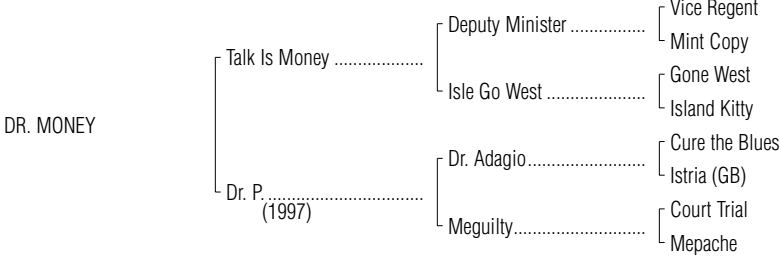 Vice Regent
Deputy Minister ................
Mint Copy
Talk Is Money ...................
Gone West
Isle Go West .....................
Island Kitty
DR. MONEY
Cure the Blues
Dr. Adagio.........................
Istria (GB)
Dr. P. .................................
(1997)
Court Trial
Meguilty............................
Mepache